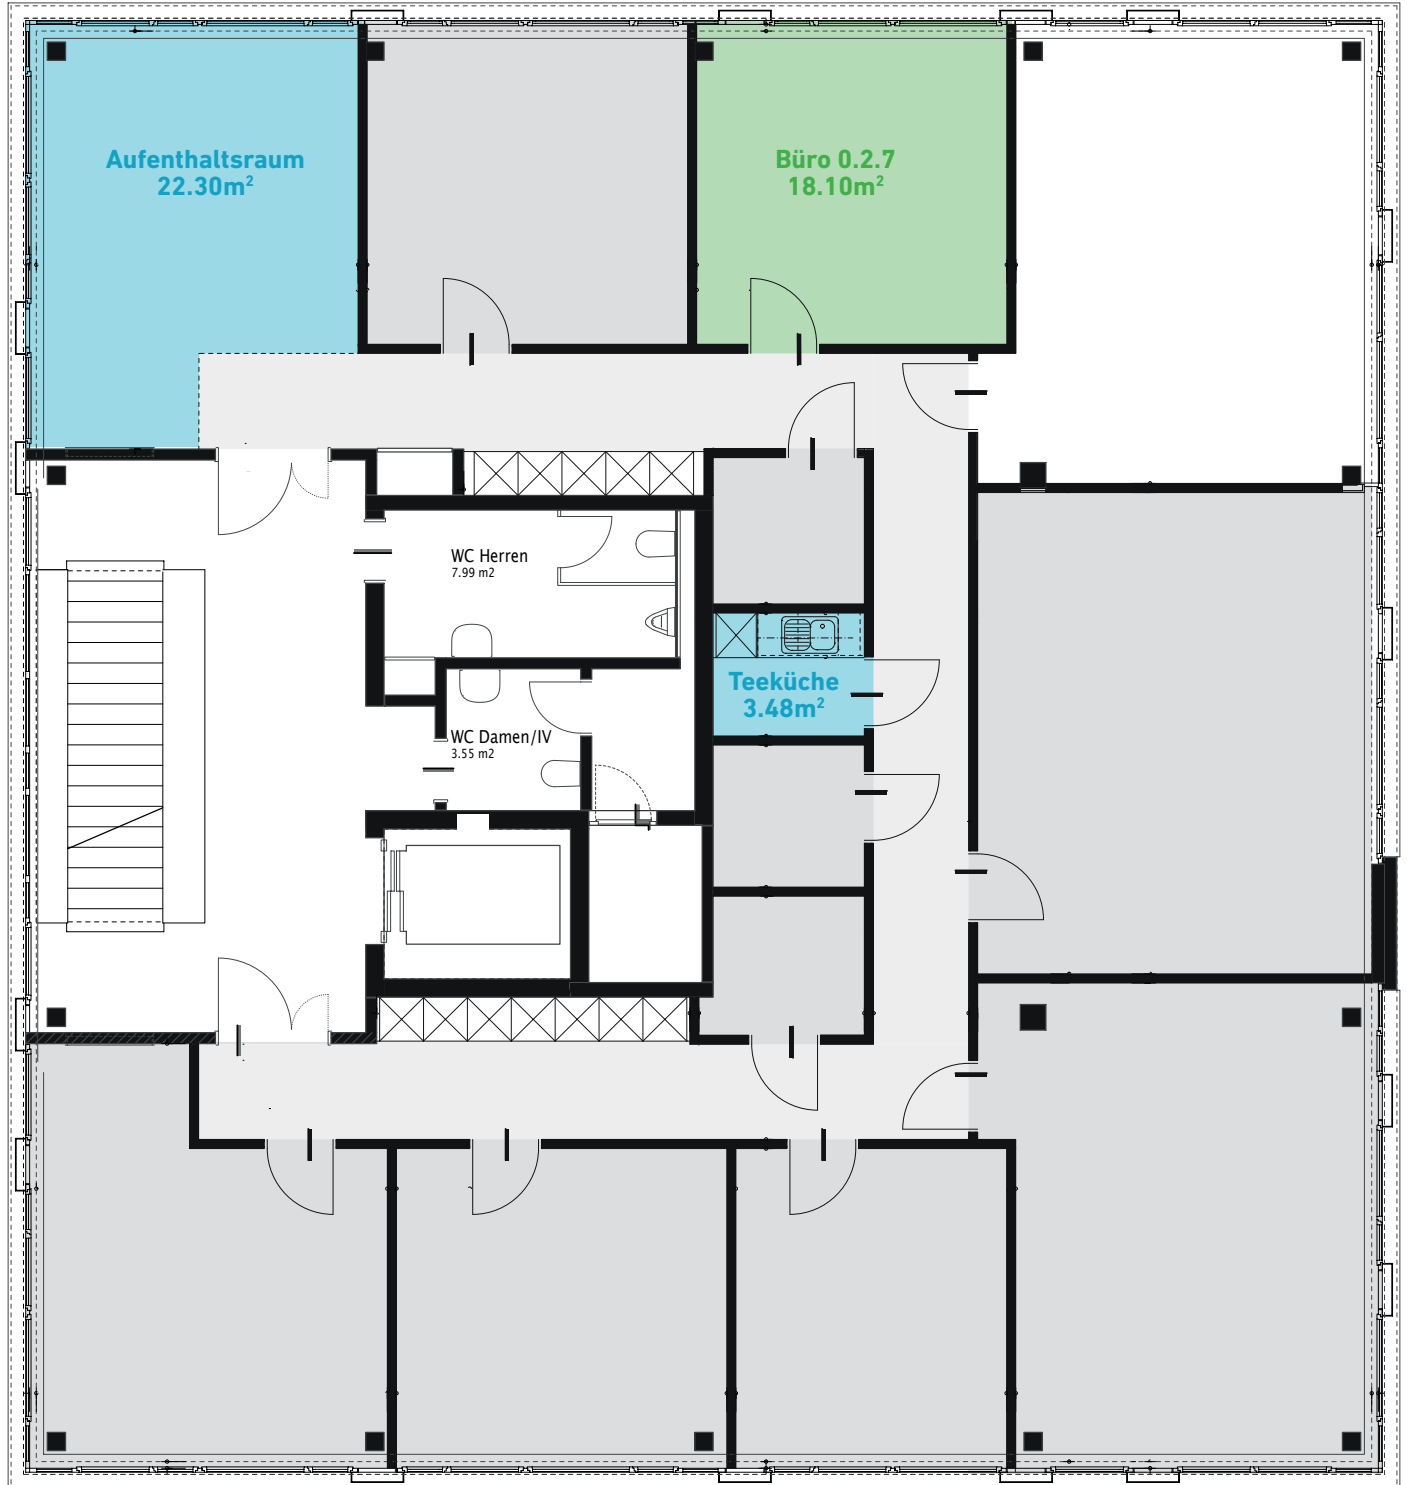 Aufenthaltsraum
22.30m²
Büro 0.2.7
18.10m²
WC Herren
7.99 m2
Teeküche
3.48m²
WC Damen/IV
3.55 m2